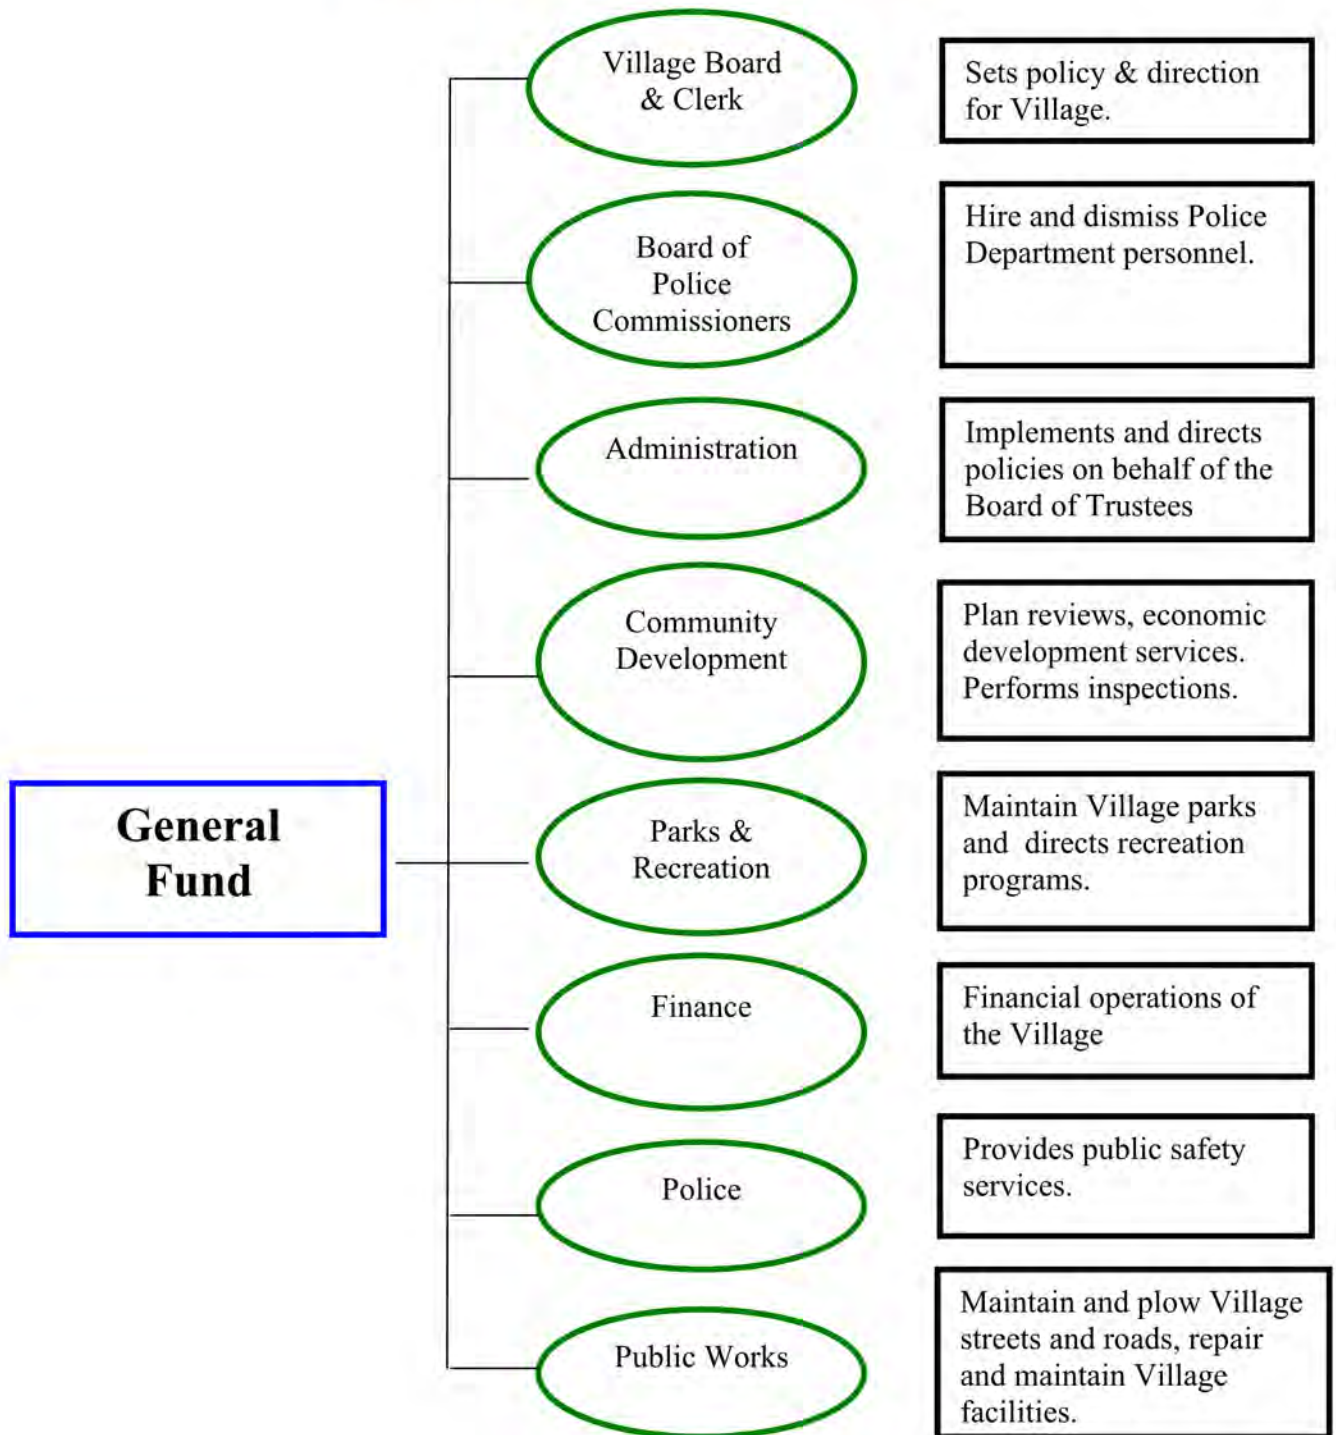 Village Board
& Clerk
Sets policy & direction
for Village.
Board of
Police
Commissioners
Hire and dismiss Police
Department personnel.
Administration
Implements and directs
policies on behalf of the
Board of Trustees
Community
Development
Plan reviews, economic
development services.
Performs inspections.
General
Fund
Parks &
Recreation
Maintain Village parks
and directs recreation
programs.
Finance
Financial operations of
the Village
Police
Provides public safety
services.
Public Works
Maintain and plow Village
streets and roads, repair
and maintain Village
facilities.